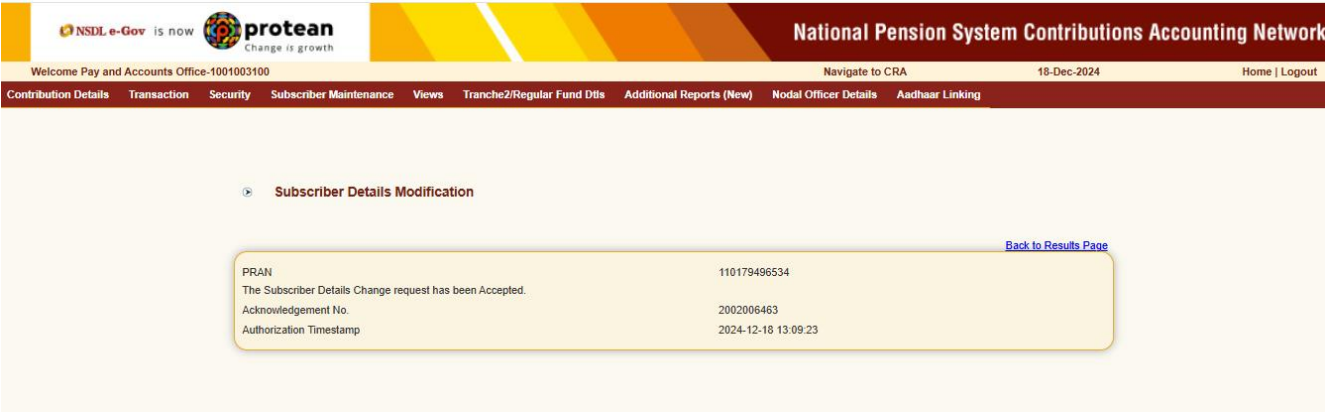 NSDL e-Gov is now protean
Change is growth
National Pension System Contributions Accounting Network
Welcome Pay and Accounts Office-1001003100 Navigate to CRA 18-Dec-2024 Home | Logout
Contribution Details Transaction Security Subscriber Maintenance Views Tranche2/Regular Fund Dtls Additional Reports (New) Nodal Officer Details Aadhaar Linking
Subscriber Details Modification
Back to Results Page
PRAN 110179496534
The Subscriber Details Change request has been Accepted.
Acknowledgement No. 2002006463
Authorization Timestamp 2024-12-18 13:09:23